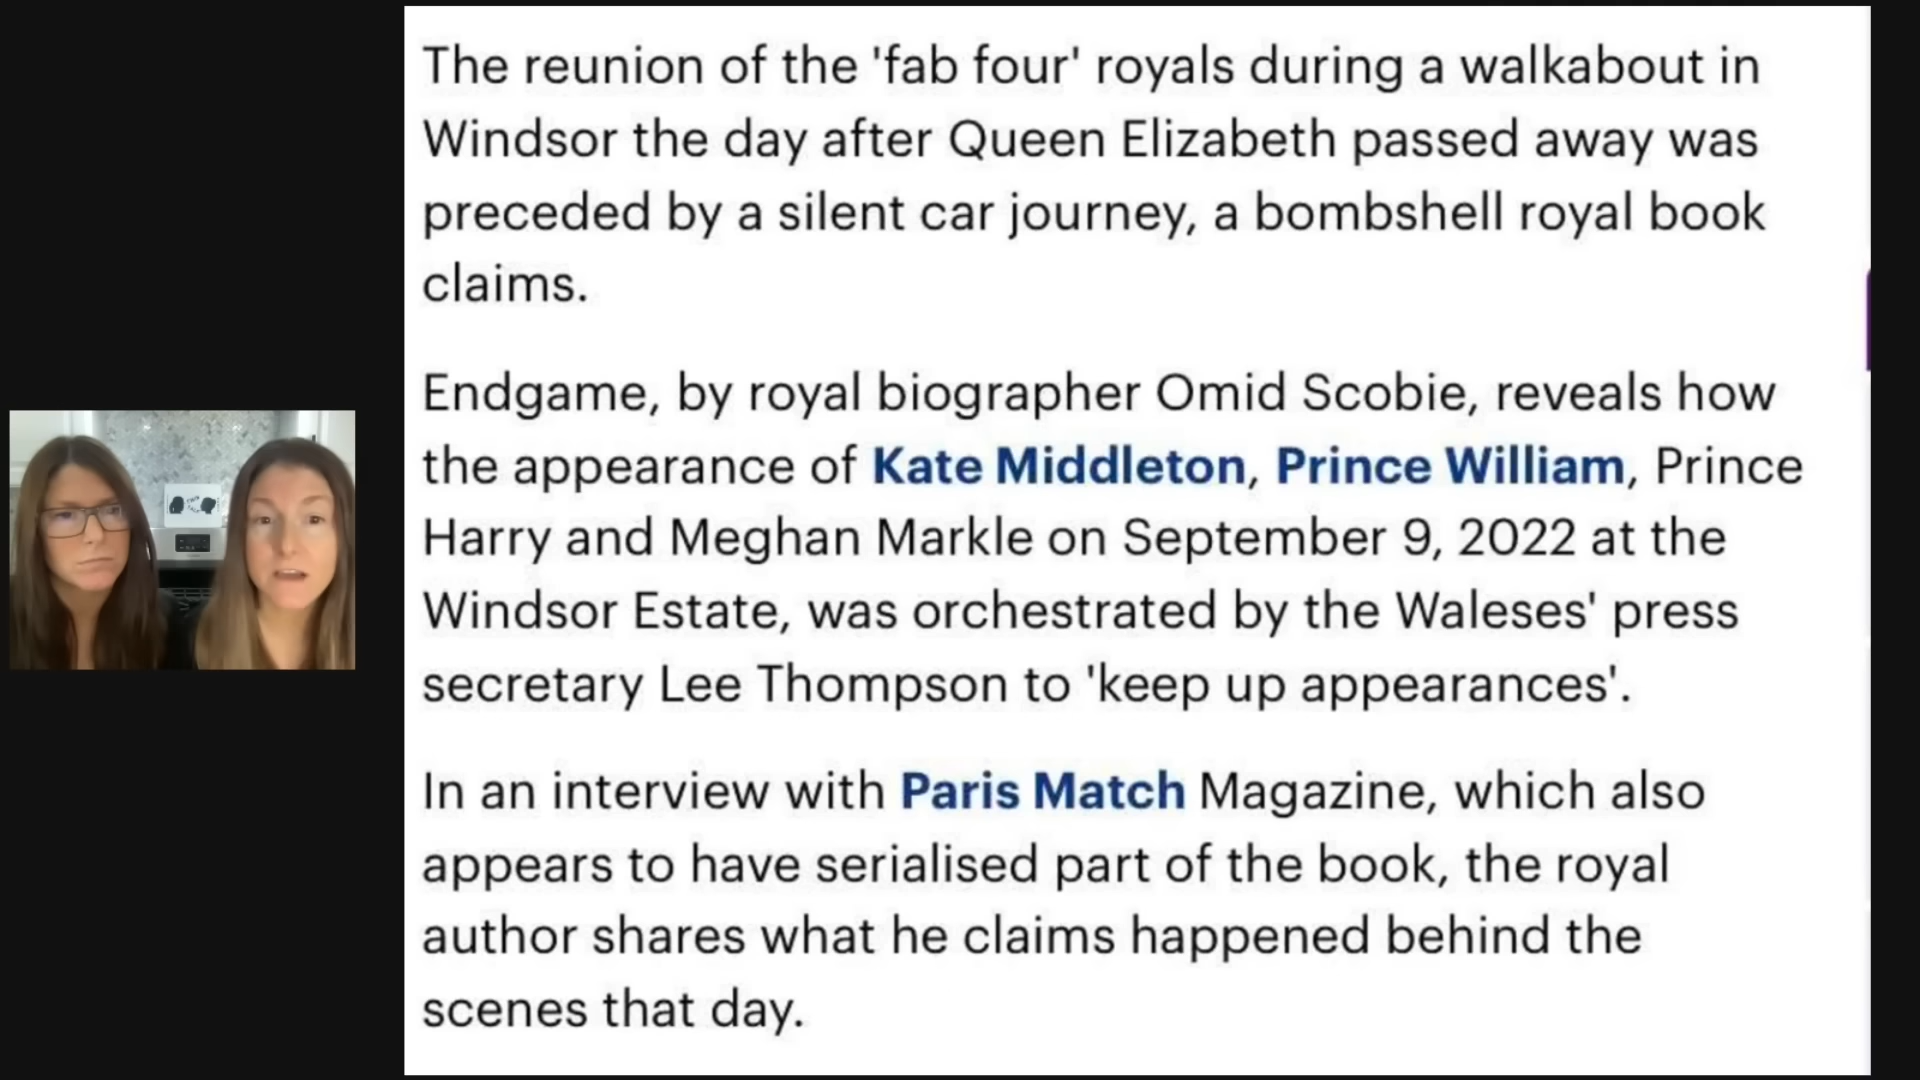 The reunion of the 'fab four' royals during a walkabout in
Windsor the day after Queen Elizabeth passed away was
preceded by a silent car journey, a bombshell royal book
claims.
Endgame, by royal biographer Omid Scobie, reveals how
the appearance of Kate Middleton, Prince William, Prince
Harry and Meghan Markle on September 9, 2022 at the
Windsor Estate, was orchestrated by the Waleses' press
secretary Lee Thompson to 'keep up appearances'.
In an interview with Paris Match Magazine, which also
appears to have serialised part of the book, the royal
author shares what he claims happened behind the
scenes that day.